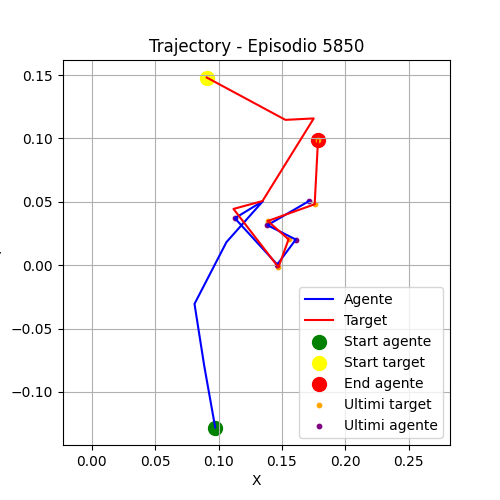 Trajectory - Episodio 5850
0.15
0.10
0.05
0.00
−0.05
−0.10
0.00 0.05 0.10 0.15 0.20 0.25
X
Agente
Target
Start agente
Start target
End agente
Ultimi target
Ultimi agente